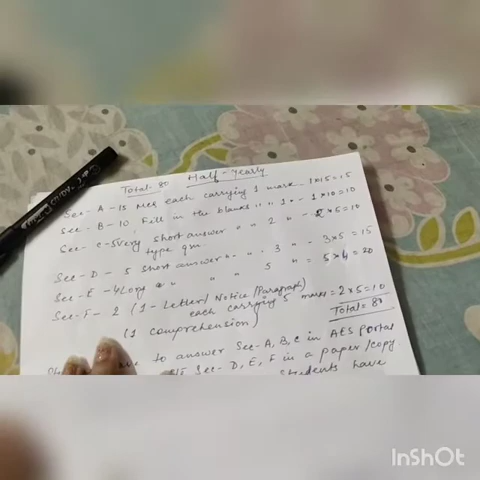 Half-Yearly
Total-80
Sec-A-15 MCQ each carrying 1 mark-1×15=15
Sec-B-10 Fill in the blanks " " 1 " - 1×10=10
Sec-C-5 Very short answer " " 2 " - 2×5=10
type qn.
Sec-D-5 Short answer " " 3 " = 3×5=15
Sec-E-4 Long " " " 5 " = 5×4=20
Sec-F-2 (1-Letter/Notice/Paragraph)
each carrying 5 marks=2×5=10
(1 comprehension)
Total=80
to answer Sec-A, B, C in AES Portal
Sec-D, E, F in a paper/copy
Students have
InShOt